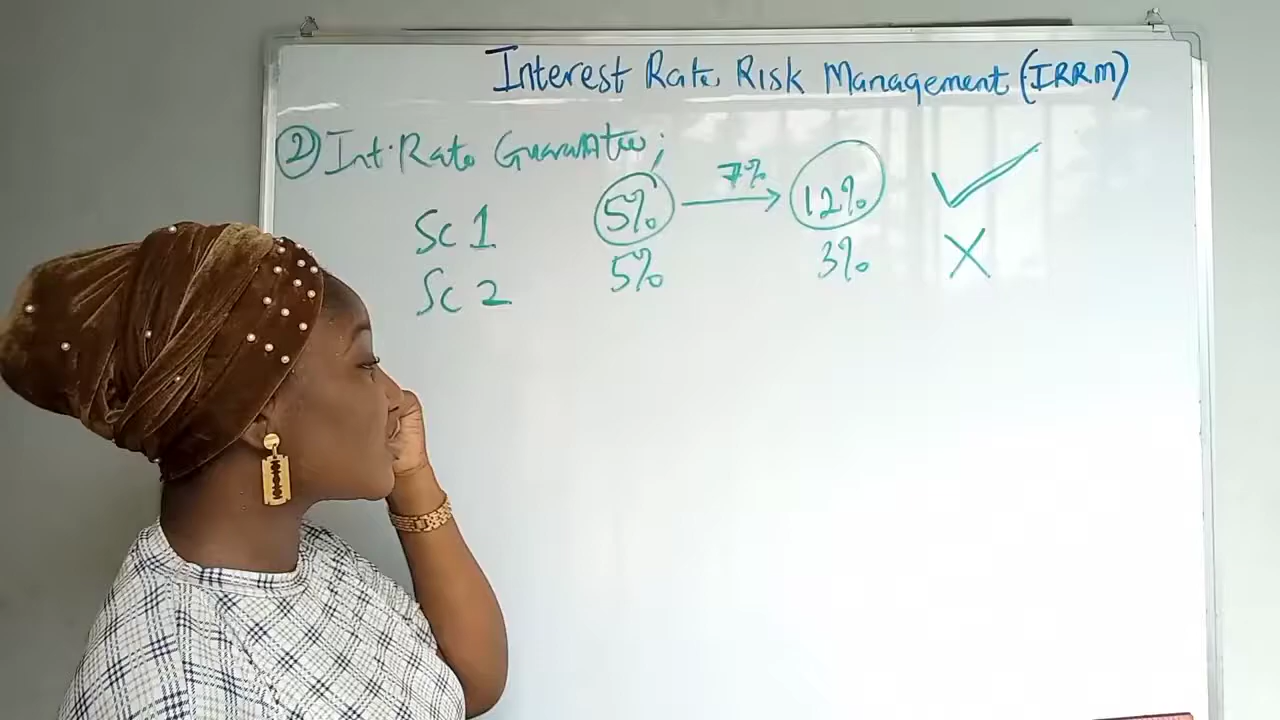 Interest Rate Risk Management (IRRM)
② Int. Rate Guarantee;
7%
Sc 1 5% → 12% ✓
Sc 2 5% 3% X